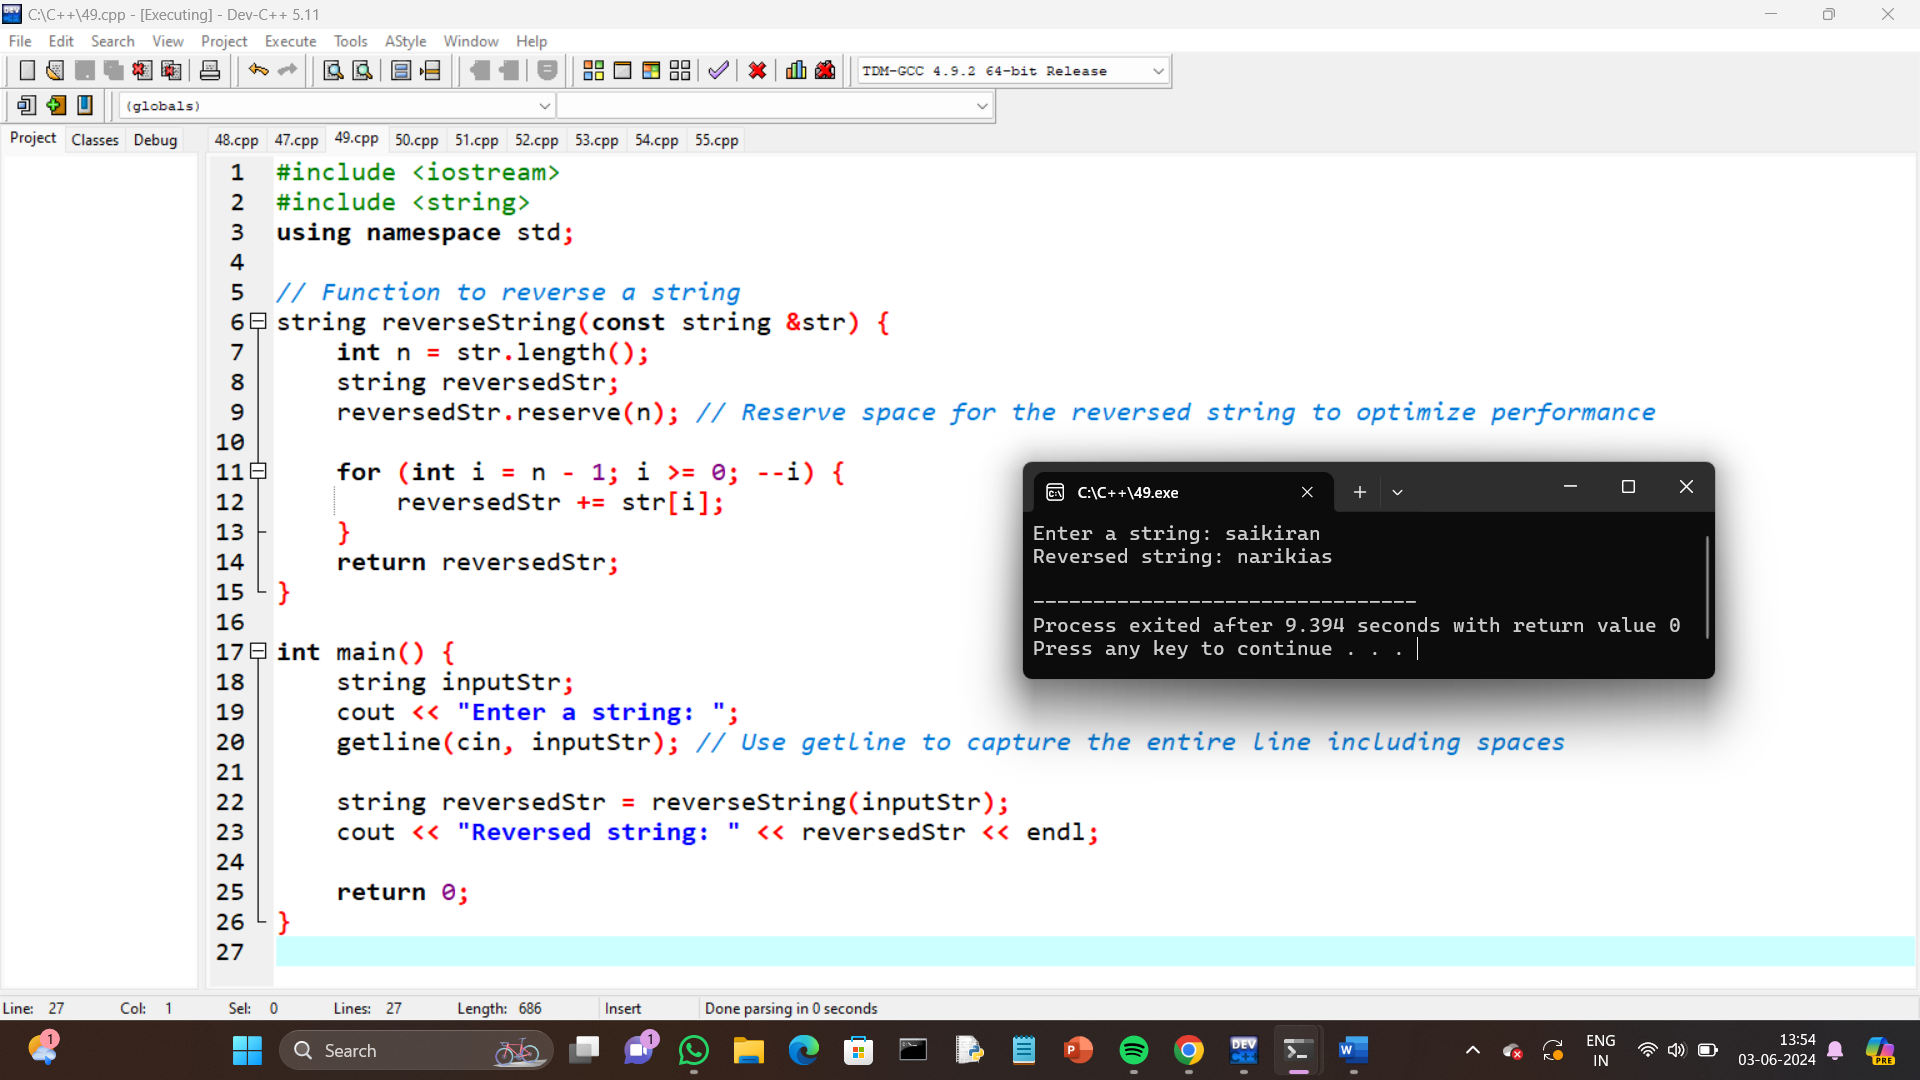 C:\C++\49.cpp - [Executing] - Dev-C++ 5.11
File Edit Search View Project Execute Tools AStyle Window Help
TDM-GCC 4.9.2 64-bit Release
(globals)
Project Classes Debug 48.cpp 47.cpp 49.cpp 50.cpp 51.cpp 52.cpp 53.cpp 54.cpp 55.cpp
1 #include <iostream>
2 #include <string>
3 using namespace std;
4
5 // Function to reverse a string
6 string reverseString(const string &str) {
7 int n = str.length();
8 string reversedStr;
9 reversedStr.reserve(n); // Reserve space for the reversed string to optimize performance
10
11 for (int i = n - 1; i >= 0; --i) {
12 reversedStr += str[i];
13 }
14 return reversedStr;
15 }
16
17 int main() {
18 string inputStr;
19 cout << "Enter a string: ";
20 getline(cin, inputStr); // Use getline to capture the entire line including spaces
21
22 string reversedStr = reverseString(inputStr);
23 cout << "Reversed string: " << reversedStr << endl;
24
25 return 0;
26 }
27
C:\C++\49.exe
Enter a string: saikiran
Reversed string: narikias
--------------------------------
Process exited after 9.394 seconds with return value 0
Press any key to continue . . .
Line: 27 Col: 1 Sel: 0 Lines: 27 Length: 686 Insert Done parsing in 0 seconds
1
Search
1
DEV
ENG
IN
13:54
03-06-2024
PRE